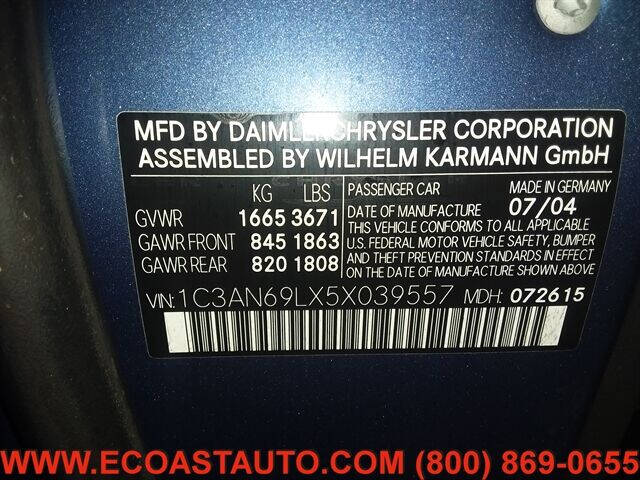 MFD BY DAIMLERCHRYSLER CORPORATION
ASSEMBLED BY WILHELM KARMANN GmbH
KG LBS
GVWR 1665 3671
GAWR FRONT 845 1863
GAWR REAR 820 1808
PASSENGER CAR MADE IN GERMANY
DATE OF MANUFACTURE 07/04
THIS VEHICLE CONFORMS TO ALL APPLICABLE
U.S. FEDERAL MOTOR VEHICLE SAFETY, BUMPER
AND THEFT PREVENTION STANDARDS IN EFFECT
ON THE DATE OF MANUFACTURE SHOWN ABOVE.
VIN: 1C3AN69LX5X039557 MDH: 072615
WWW.ECOASTAUTO.COM (800) 869-0655